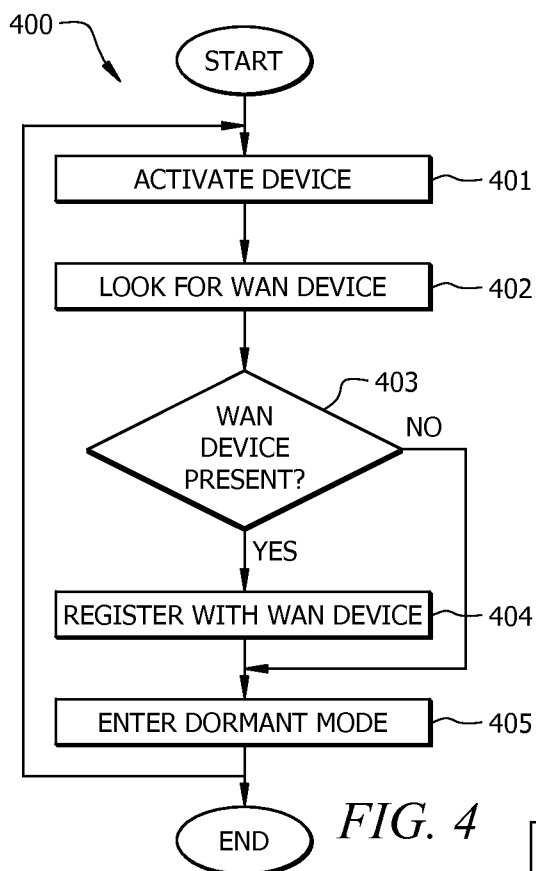 400
START
ACTIVATE DEVICE
401
LOOK FOR WAN DEVICE
402
403
WAN
DEVICE
PRESENT?
NO
YES
REGISTER WITH WAN DEVICE
404
ENTER DORMANT MODE
405
END
FIG. 4